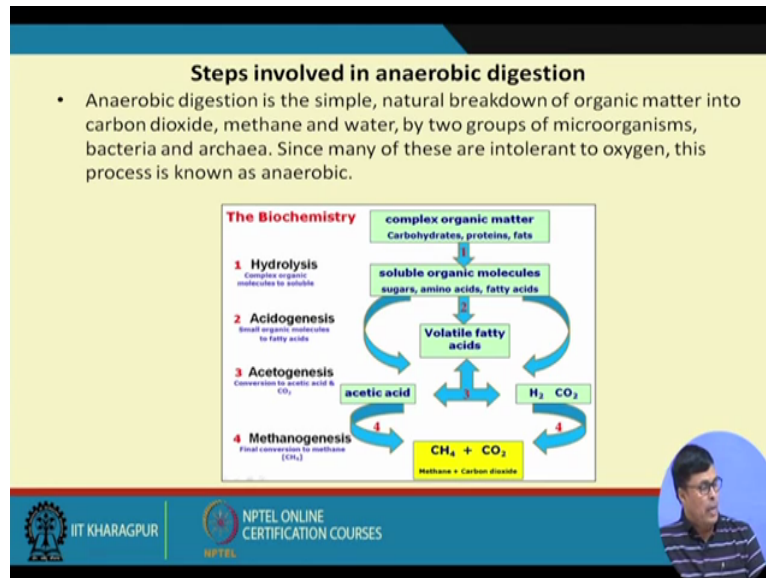 Steps involved in anaerobic digestion
• Anaerobic digestion is the simple, natural breakdown of organic matter into
carbon dioxide, methane and water, by two groups of microorganisms,
bacteria and archaea. Since many of these are intolerant to oxygen, this
process is known as anaerobic.
The Biochemistry
complex organic matter
Carbohydrates, proteins, fats
1
1 Hydrolysis
Complex organic
molecules to soluble
soluble organic molecules
sugars, amino acids, fatty acids
2
2 Acidogenesis
Small organic molecules
to fatty acids
Volatile fatty
acids
3 Acetogenesis
Conversion to acetic acid &
CO₂
acetic acid
3
H₂ CO₂
4
4
4 Methanogenesis
Final conversion to methane
(CH₄)
CH₄ + CO₂
Methane + Carbon dioxide
IIT KHARAGPUR
NPTEL
NPTEL ONLINE
CERTIFICATION COURSES